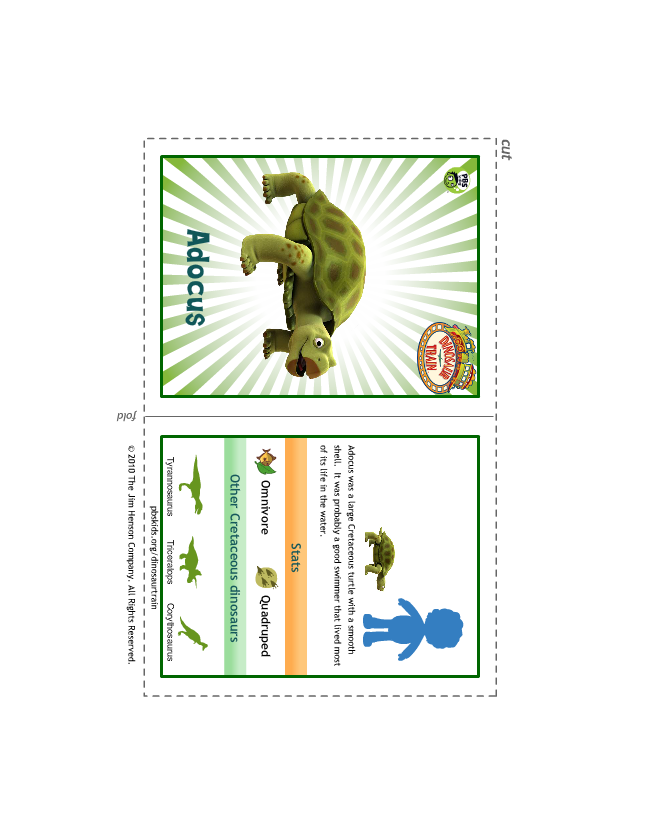 cut
PBS
KIDS
DINOSAUR
TRAIN
Adocus
fold
Adocus was a large Cretaceous turtle with a smooth
shell. It was probably a good swimmer that lived most
of its life in the water.
Stats
Omnivore Quadruped
Other Cretaceous dinosaurs
Tyrannosaurus Triceratops Corythosaurus
pbskids.org/dinosaurtrain
© 2010 The Jim Henson Company. All Rights Reserved.